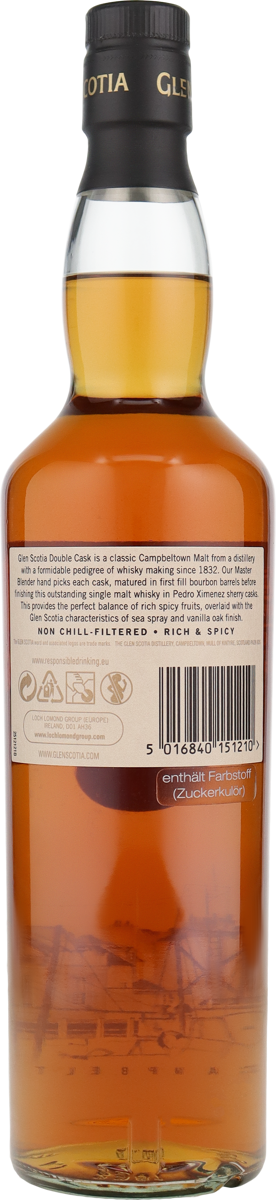 SCOTIA GLEN
Glen Scotia Double Cask is a classic Campbeltown Malt from a distillery
with a formidable pedigree of whisky making since 1832. Our Master
Blender hand picks each cask, matured in first fill bourbon barrels before
finishing this outstanding single malt whisky in Pedro Ximenez sherry casks.
This provides the perfect balance of rich spicy fruits, overlaid with the
Glen Scotia characteristics of sea spray and vanilla oak finish.
NON CHILL-FILTERED • RICH & SPICY
www.responsibledrinking.eu
LOCH LOMOND GROUP (EUROPE)
IRELAND, D01
www.lochlomondgroup.com
WWW.GLENSCOTIA.COM
5 016840 151210 >
enthält Farbstoff
(Zuckerkulör)